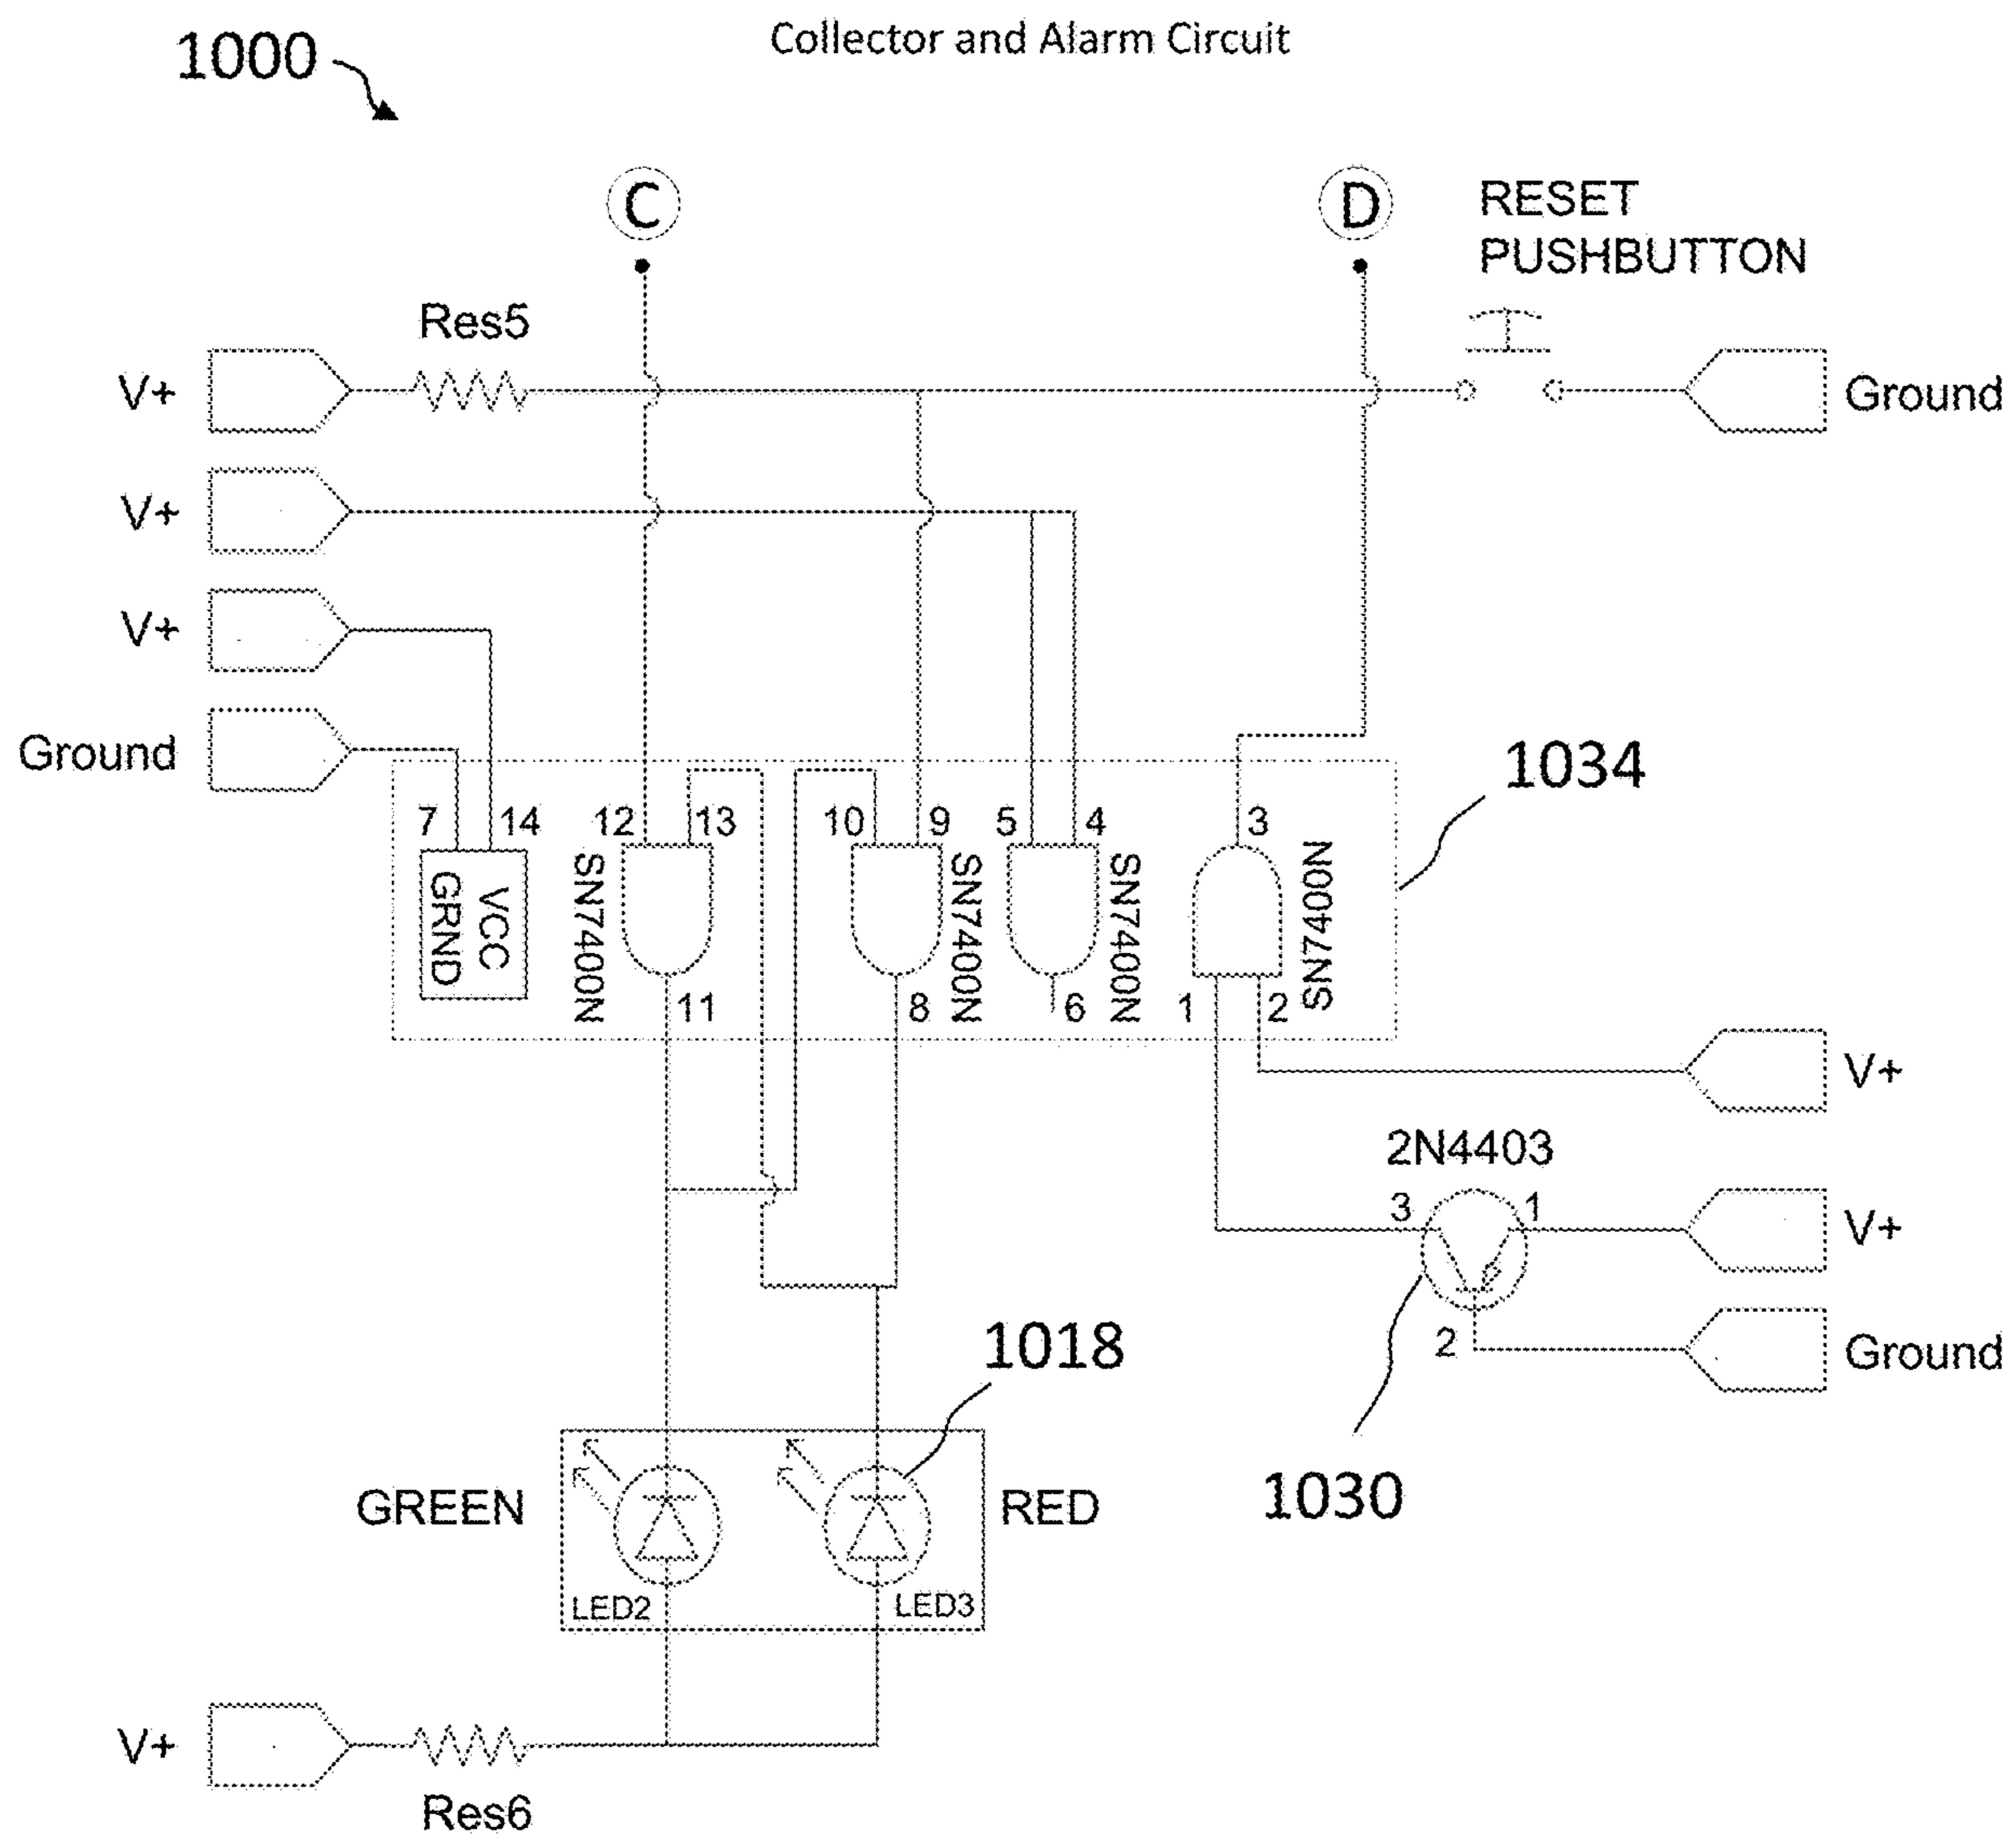 Collector and Alarm Circuit
1000
C
D
RESET
PUSHBUTTON
Res5
V+
Ground
V+
V+
Ground
1034
7
14
12
13
10
9
5
4
3
GRND
VCC
SN7400N
SN7400N
SN7400N
SN7400N
11
8
6
1
2
V+
2N4403
3
1
V+
2
Ground
1018
1030
GREEN
RED
LED2
LED3
V+
Res6